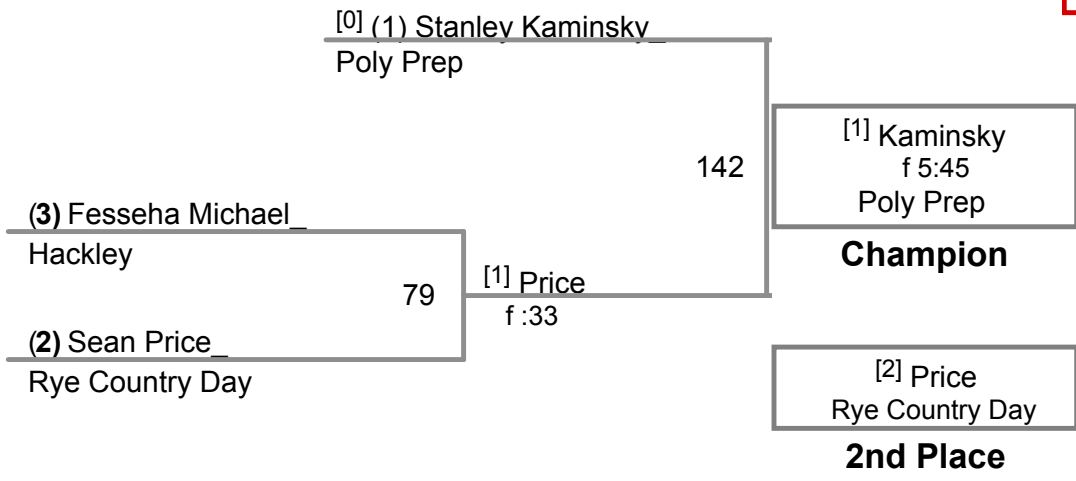 [0] (1) Stanley Kaminsky_
Poly Prep
142
[1] Kaminsky
f 5:45
Poly Prep
Champion
(3) Fesseha Michael_
Hackley
79
[1] Price
f :33
(2) Sean Price_
Rye Country Day
[2] Price
Rye Country Day
2nd Place